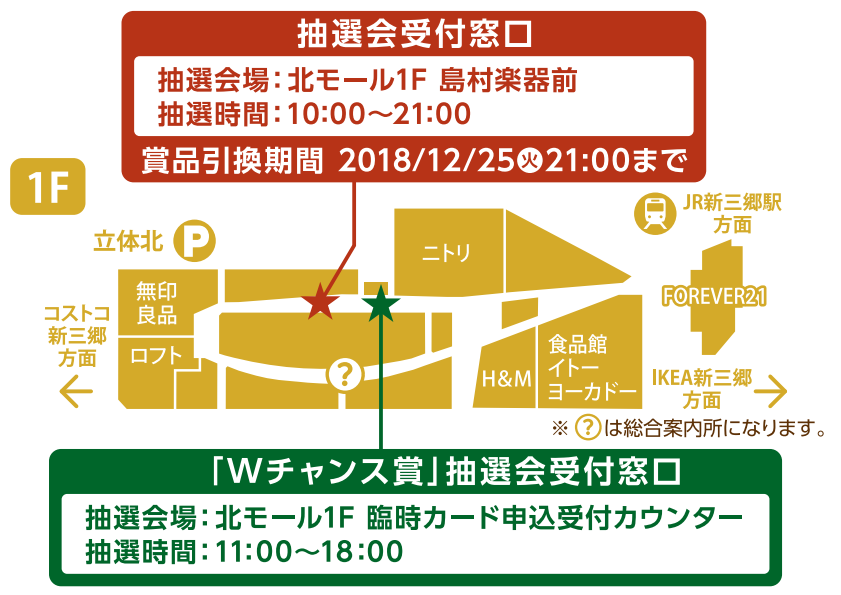 抽選会受付窓口
抽選会場：北モール1F 島村楽器前
抽選時間：10:00～21:00
賞品引換期間 2018/12/25㊋21:00まで
1F
立体北
P
JR新三郷駅
方面
ニトリ
無印
良品
コストコ
新三郷
方面
ロフト
FOREVER21
食品館
イトー
ヨーカドー
H&M
?
IKEA新三郷
方面
※?は総合案内所になります。
「Wチャンス賞」抽選会受付窓口
抽選会場：北モール1F 臨時カード申込受付カウンター
抽選時間：11:00～18:00